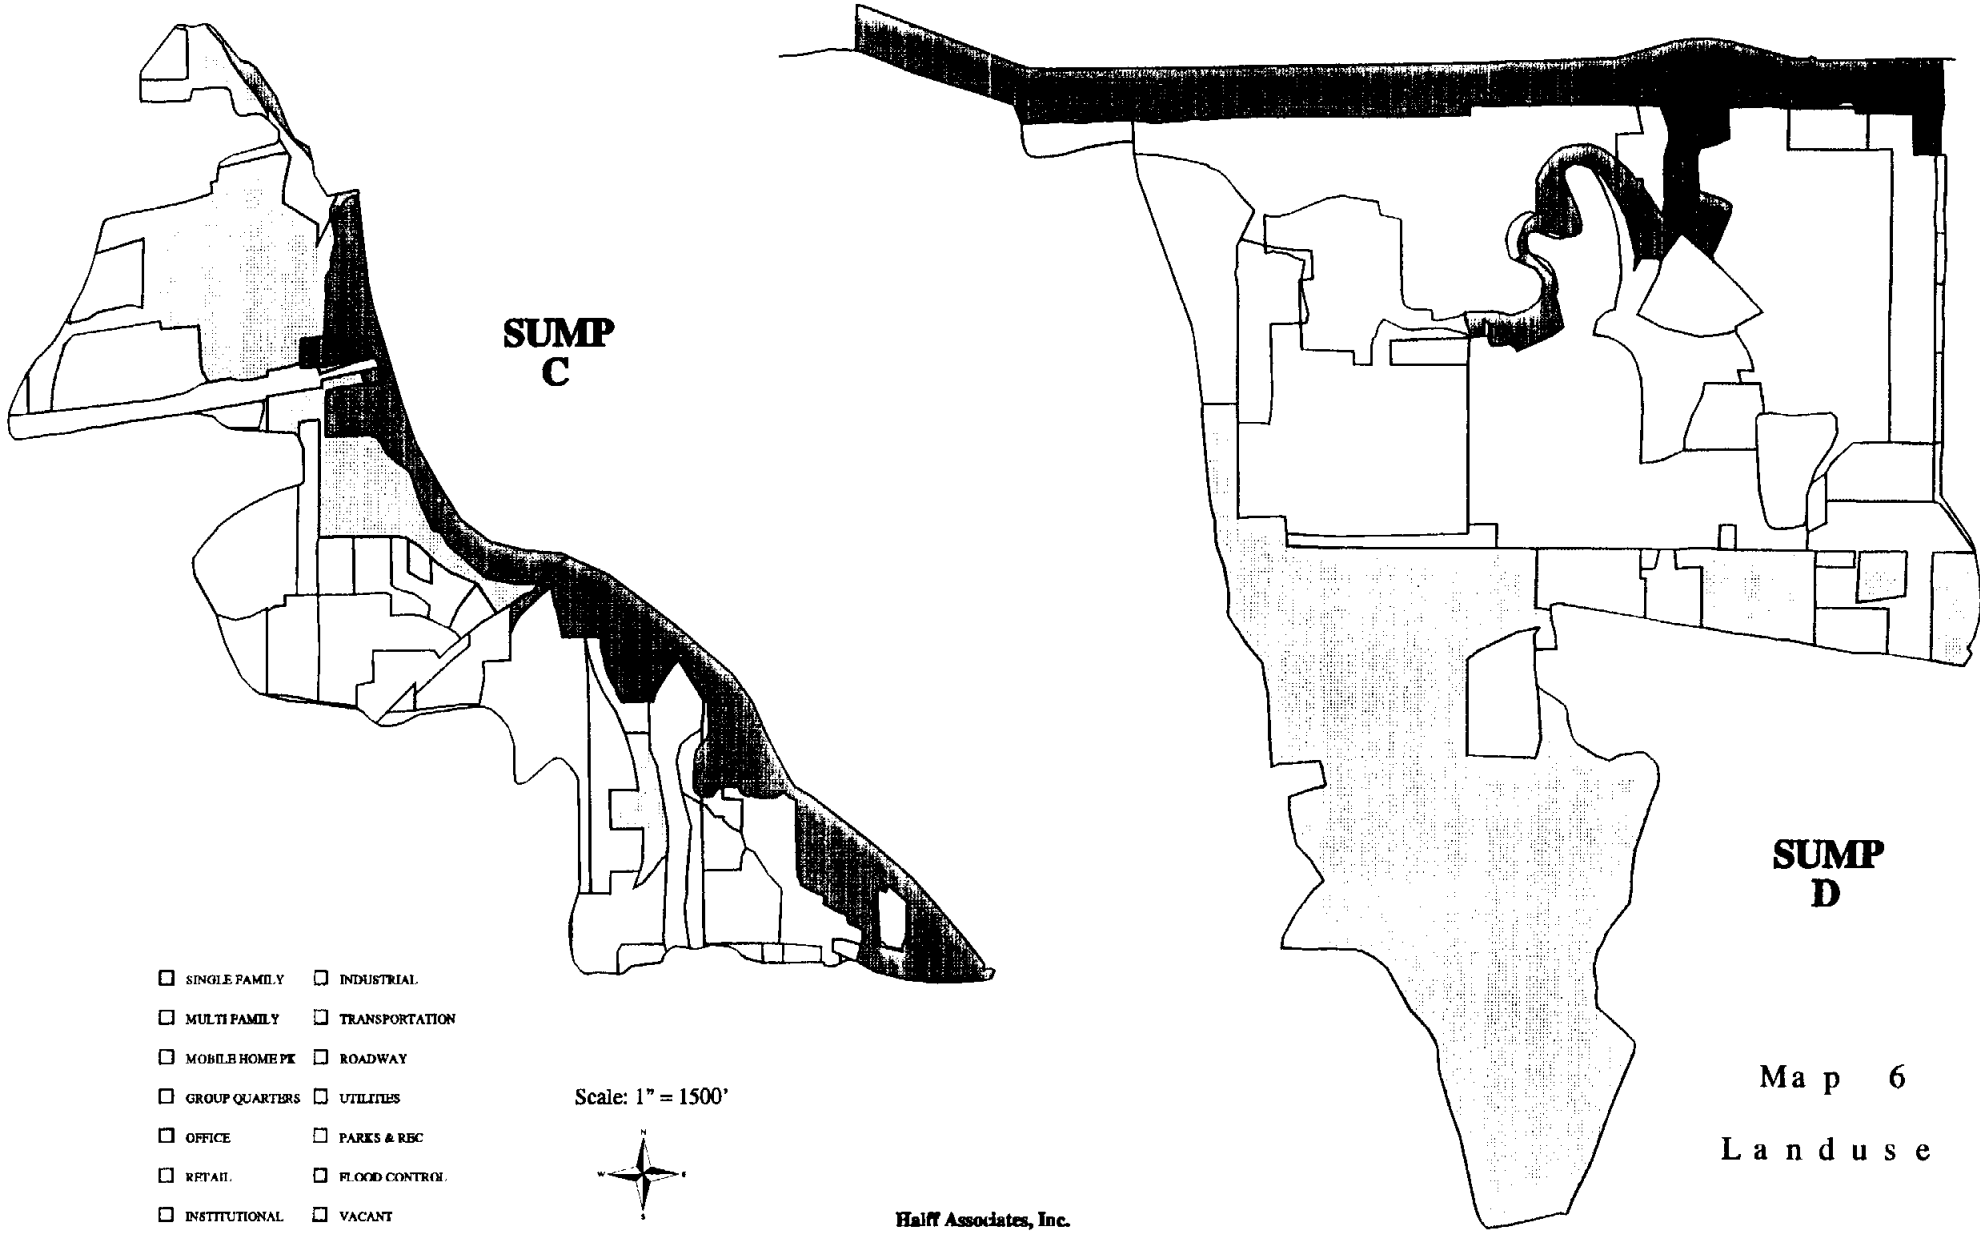 SUMP
C
SUMP
D
SINGLE FAMILY
MULTI FAMILY
MOBILE HOME PK
GROUP QUARTERS
OFFICE
RETAIL
INSTITUTIONAL
INDUSTRIAL
TRANSPORTATION
ROADWAY
UTILITIES
PARKS & REC
FLOOD CONTROL
VACANT
Scale: 1" = 1500'
N
W
E
S
Halff Associates, Inc.
Map 6
Landuse